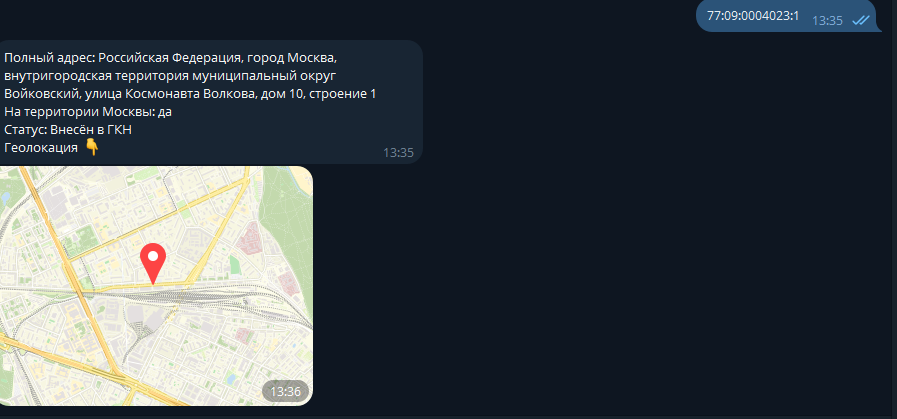 77:09:0004023:1 13:35
Полный адрес: Российская Федерация, город Москва,
внутригородская территория муниципальный округ
Войковский, улица Космонавта Волкова, дом 10, строение 1
На территории Москвы: да
Статус: Внесён в ГКН
Геолокация 👇
13:35
13:36